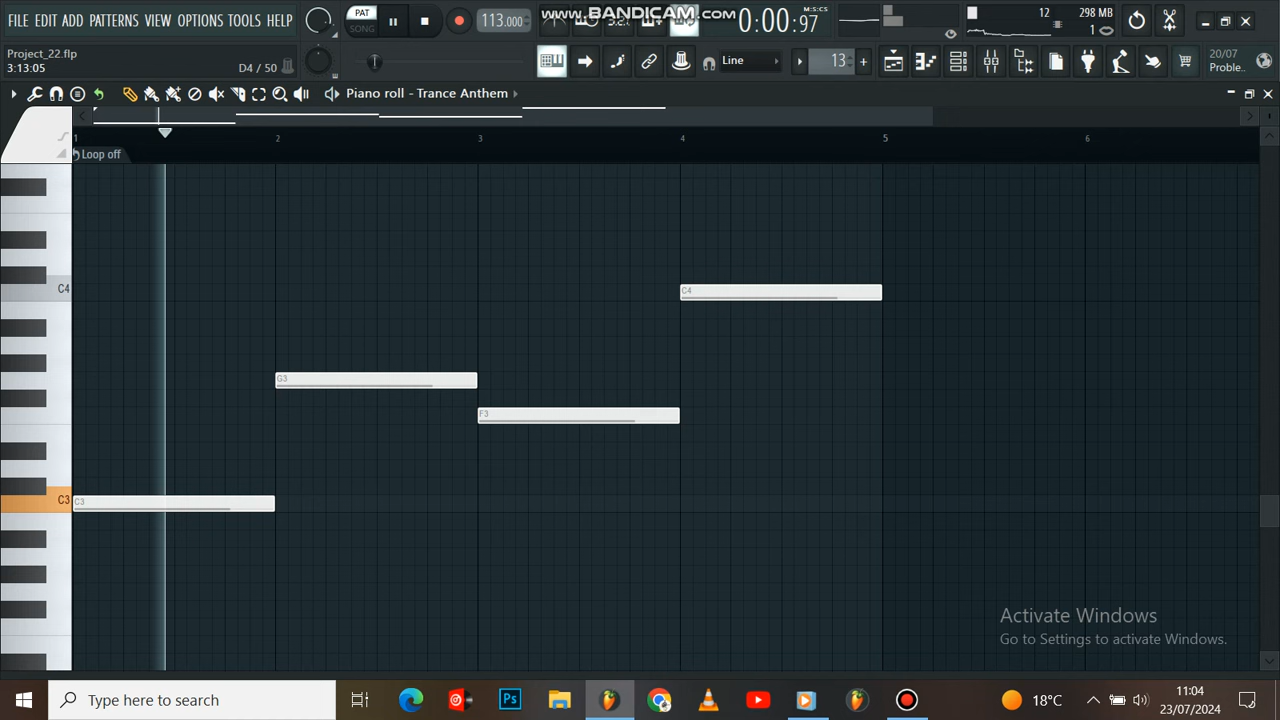 FILE EDIT ADD PATTERNS VIEW OPTIONS TOOLS HELP
PAT
SONG
113.000
www.BANDICAM.com
0:00:97
M:S:CS
12
298 MB
1
Project_22.flp
3:13:05
D4 / 50
Line
13
20/07
Proble..
Piano roll - Trance Anthem
1 2 3 4 5 6
Loop off
C4
C4
G3
F3
C3
C3
Activate Windows
Go to Settings to activate Windows.
Type here to search
Ps
18°C
11:04
23/07/2024